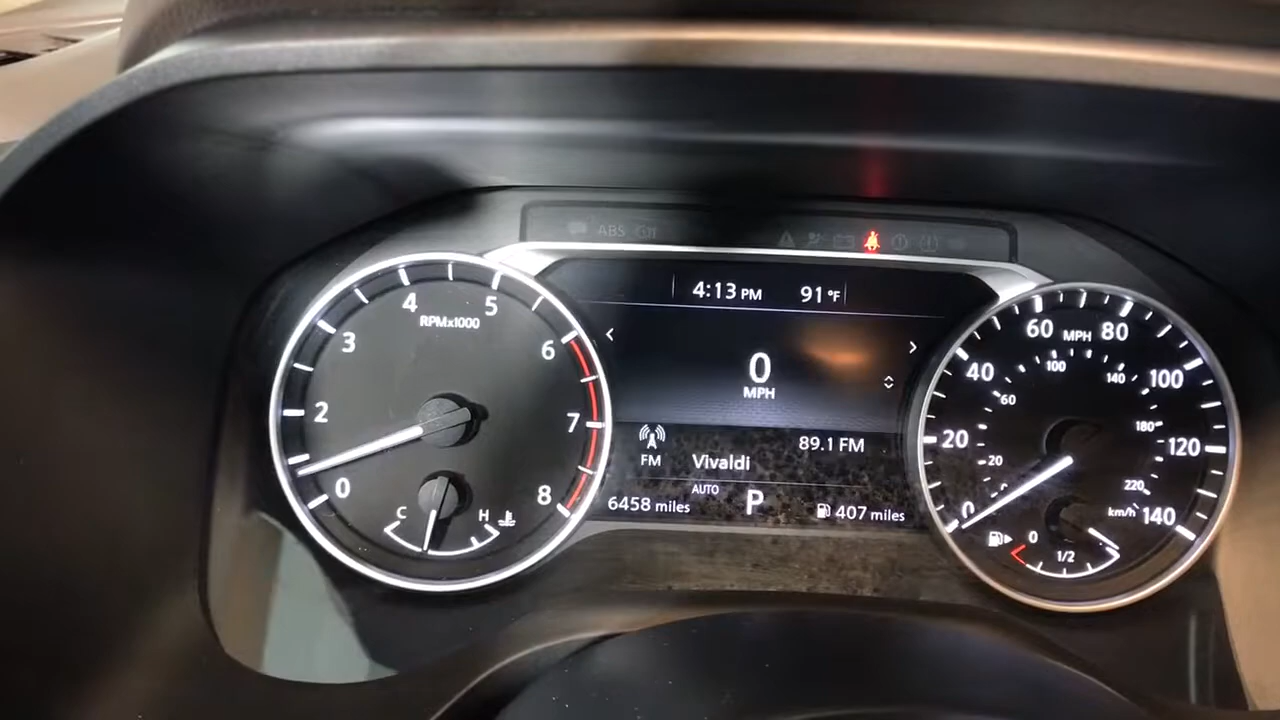 ABS
4:13 PM 91°F
4 5
RPMx1000
3 6
2 7
0 8
C H
0
MPH
89.1 FM
FM Vivaldi
AUTO
6458 miles P 407 miles
60 MPH 80
40 100
20 120
0 140
100 140
60 180
20 220
0 km/h
0 1/2